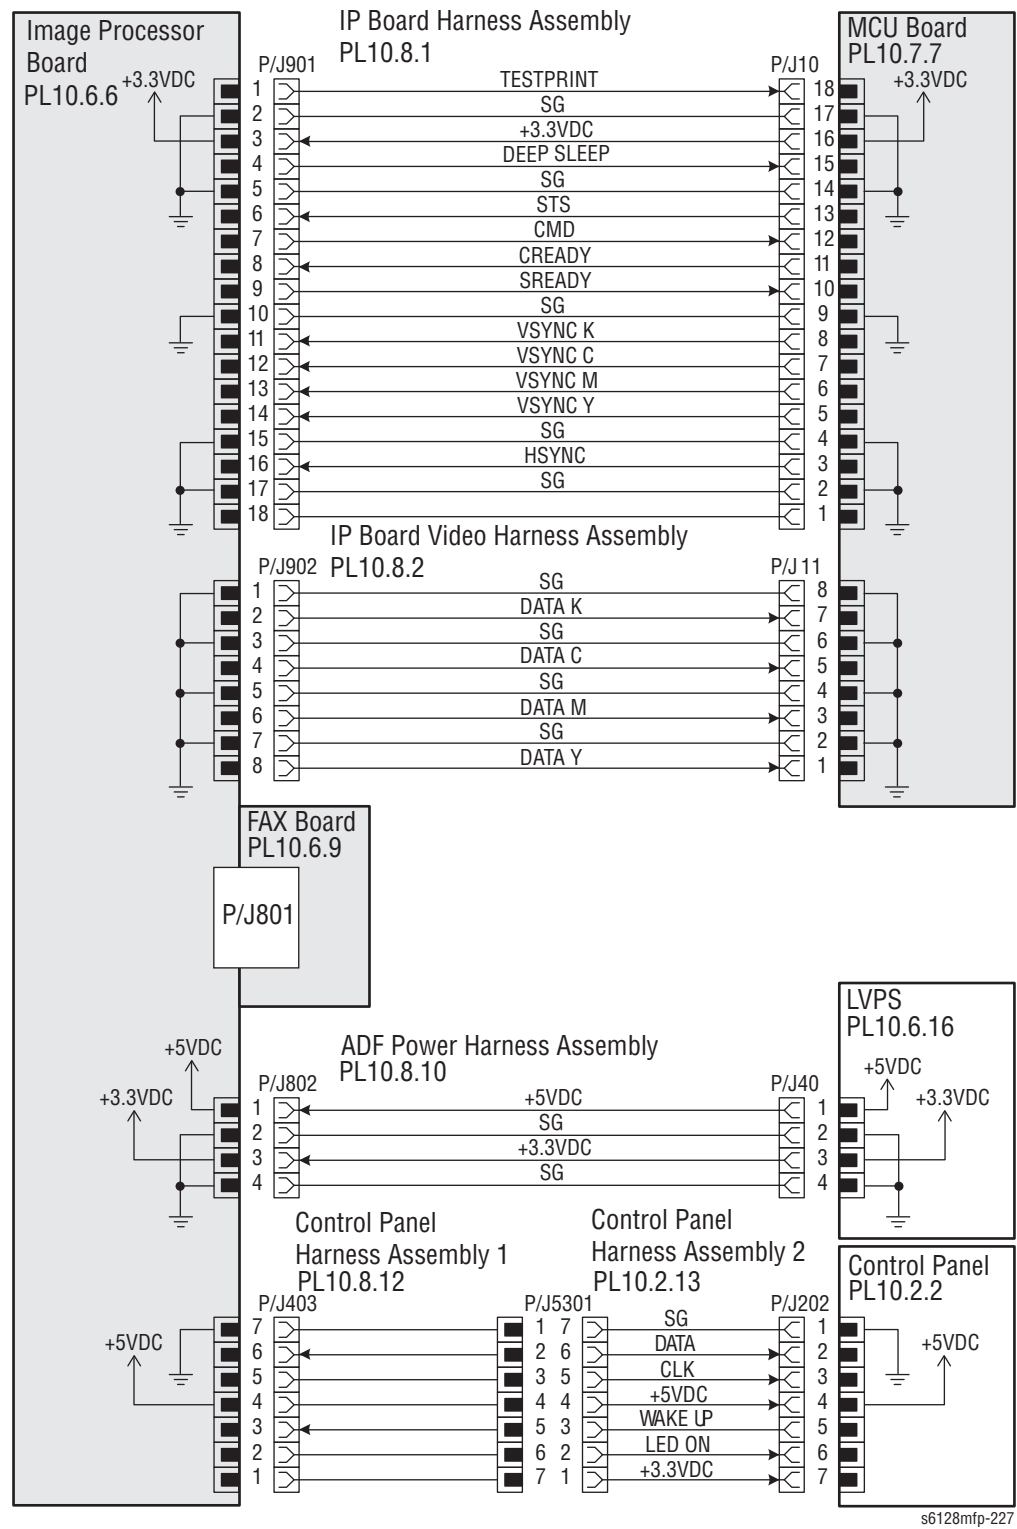 Image Processor
Board
PL10.6.6
+3.3VDC
IP Board Harness Assembly
PL10.8.1
MCU Board
PL10.7.7
+3.3VDC
P/J901
P/J10
1 TESTPRINT 18
2 SG 17
3 +3.3VDC 16
4 DEEP SLEEP 15
5 SG 14
6 STS 13
7 CMD 12
8 CREADY 11
9 SREADY 10
10 SG 9
11 VSYNC K 8
12 VSYNC C 7
13 VSYNC M 6
14 VSYNC Y 5
15 SG 4
16 HSYNC 3
17 SG 2
18 1
IP Board Video Harness Assembly
PL10.8.2
P/J902
P/J11
1 SG 8
2 DATA K 7
3 SG 6
4 DATA C 5
5 SG 4
6 DATA M 3
7 SG 2
8 DATA Y 1
FAX Board
PL10.6.9
P/J801
LVPS
PL10.6.16
ADF Power Harness Assembly
PL10.8.10
+5VDC
+3.3VDC
+5VDC
+3.3VDC
P/J802
P/J40
1 +5VDC 1
2 SG 2
3 +3.3VDC 3
4 SG 4
Control Panel
Harness Assembly 1
PL10.8.12
Control Panel
Harness Assembly 2
PL10.2.13
Control Panel
PL10.2.2
P/J403
P/J5301
P/J202
+5VDC
+5VDC
7 1 7 SG 1
6 2 6 DATA 2
5 3 5 CLK 3
4 4 4 +5VDC 4
3 5 3 WAKE UP 5
2 6 2 LED ON 6
1 7 1 +3.3VDC 7
s6128mfp-227